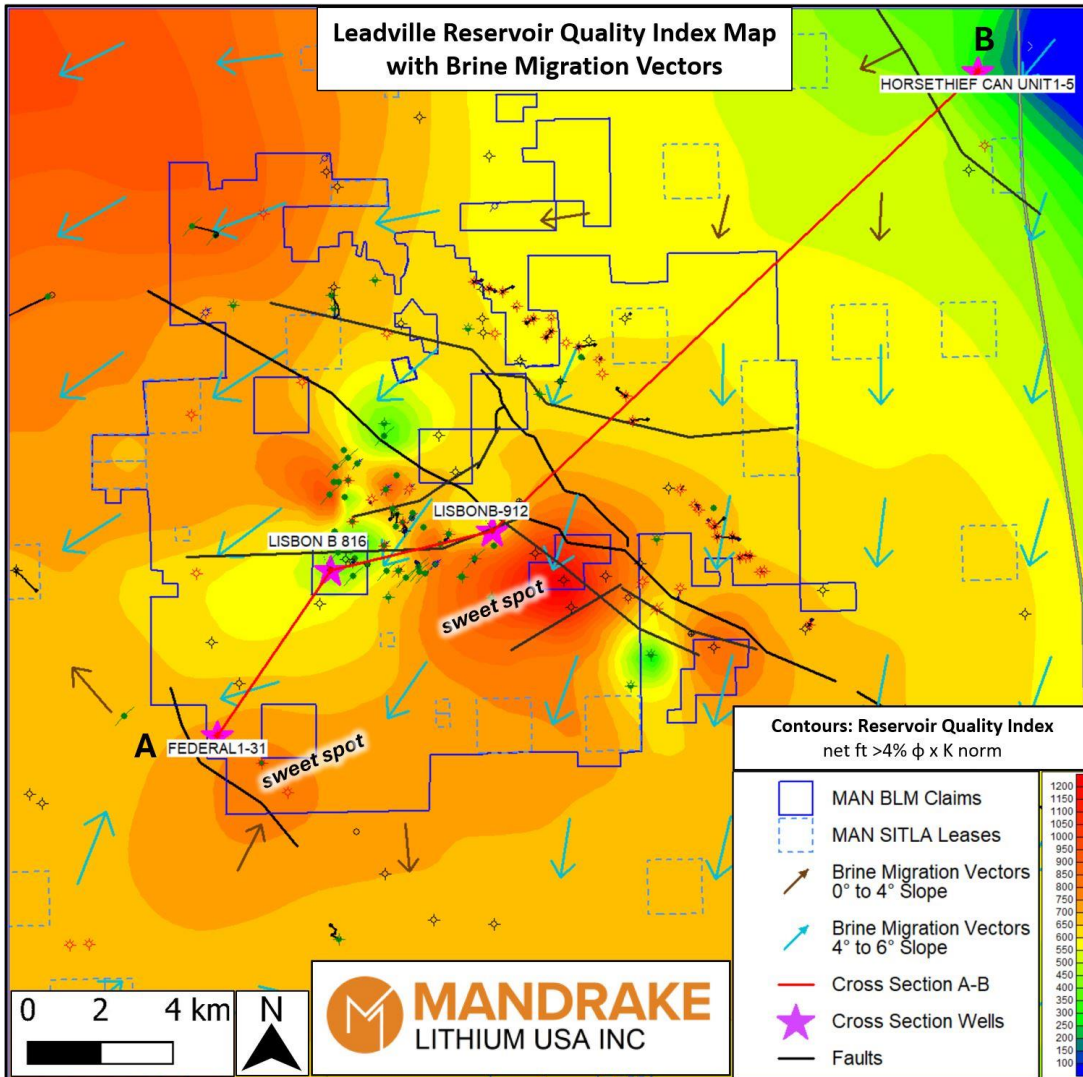 Leadville Reservoir Quality Index Map
with Brine Migration Vectors
B
HORSETHIEF CAN UNIT1-5
LISBONB-912
LISBON B 816
sweet spot
A
FEDERAL1-31
sweet spot
Contours: Reservoir Quality Index
net ft >4% ϕ x K norm
MAN BLM Claims
MAN SITLA Leases
Brine Migration Vectors
0° to 4° Slope
Brine Migration Vectors
4° to 6° Slope
Cross Section A-B
Cross Section Wells
Faults
1200
1150
1100
1050
1000
950
900
850
800
750
700
650
600
550
500
450
400
350
300
250
200
150
100
0 2 4 km
N
MANDRAKE
LITHIUM USA INC